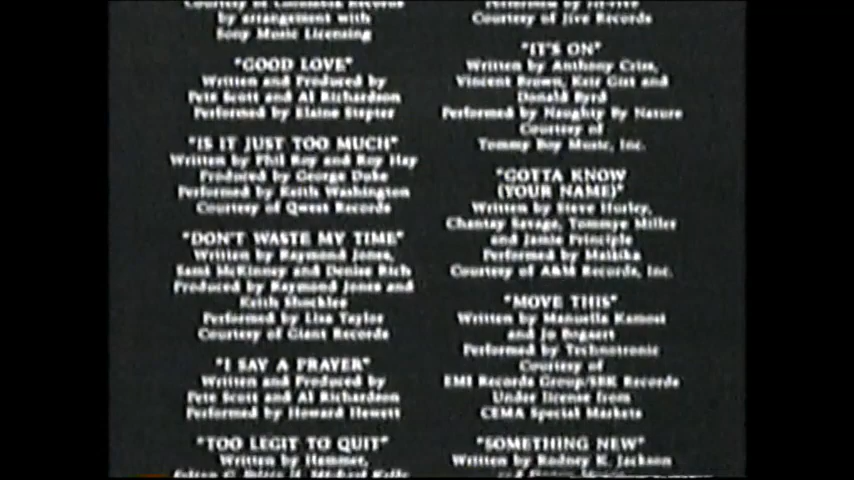 Courtesy of Columbia Records
by arrangement with
Sony Music Licensing
"GOOD LOVE"
Written and Produced by
Pete Scott and Al Richardson
Performed by Elaine Stepter
"IS IT JUST TOO MUCH"
Written by Phil Roy and Roy Hay
Produced by George Duke
Performed by Keith Washington
Courtesy of Qwest Records
"DON'T WASTE MY TIME"
Written by Raymond Jones,
Sami McKinney and Denise Rich
Produced by Raymond Jones and
Keith Shocklee
Performed by Lisa Taylor
Courtesy of Giant Records
"I SAY A PRAYER"
Written and Produced by
Pete Scott and Al Richardson
Performed by Howard Hewett
"TOO LEGIT TO QUIT"
Written by Hammer,
Performed by
Courtesy of Jive Records
"IT'S ON"
Written by Anthony Criss,
Vincent Brown, Keir Gist and
Donald Byrd
Performed by Naughty By Nature
Courtesy of
Tommy Boy Music, Inc.
"GOTTA KNOW
(YOUR NAME)"
Written by Steve Hurley,
Chantay Savage, Tommye Miller
and Jamie Principle
Performed by Malaika
Courtesy of A&M Records, Inc.
"MOVE THIS"
Written by Manuella Kamosi
and Jo Bogaert
Performed by Technotronic
Courtesy of
EMI Records Group/SBK Records
Under license from
CEMA Special Markets
"SOMETHING NEW"
Written by Rodney K. Jackson